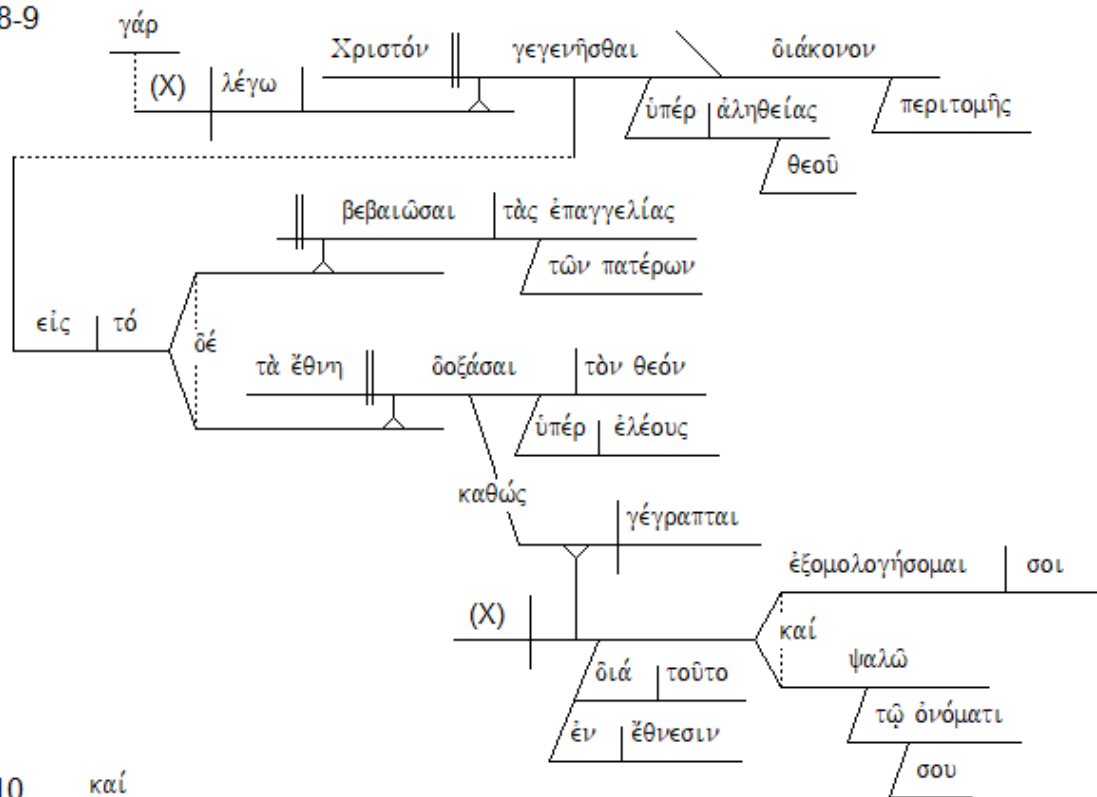 8-9
γάρ
Χριστόν γεγενῆσθαι διάκονον
(X) λέγω
ὑπέρ ἀληθείας περιτομῆς
θεοῦ
βεβαιῶσαι τὰς ἐπαγγελίας
τῶν πατέρων
εἰς τό
δέ
τὰ ἔθνη δοξάσαι τὸν θεόν
ὑπέρ ἐλέους
καθώς
γέγραπται
ἐξομολογήσομαι σοι
(X)
καί
διά τοῦτο
ψαλῶ
ἐν ἔθνεσιν
τῷ ὀνόματι
σου
10 καί